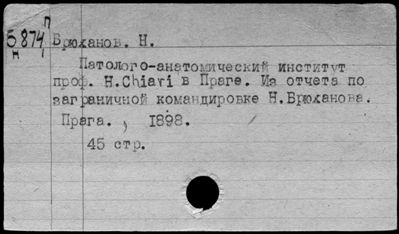 П
5874 Брюханов. Н.
Н
Патолого-анатомический институт
проф. H.Chiari в Праге. Из отчета по
заграничной командировке Н.Брюханова.
Прага., 1898.
45 стр.